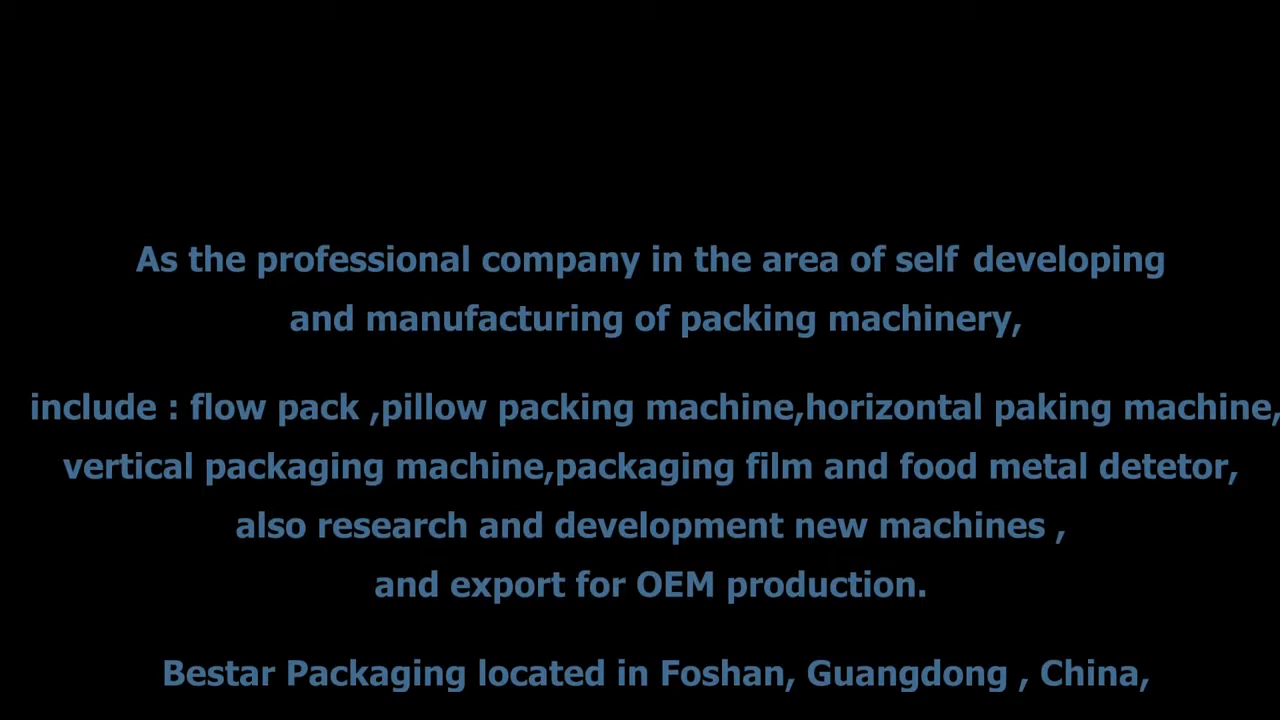 As the professional company in the area of self developing
and manufacturing of packing machinery,
include : flow pack ,pillow packing machine,horizontal paking machine,
vertical packaging machine,packaging film and food metal detetor,
also research and development new machines ,
and export for OEM production.
Bestar Packaging located in Foshan, Guangdong , China,